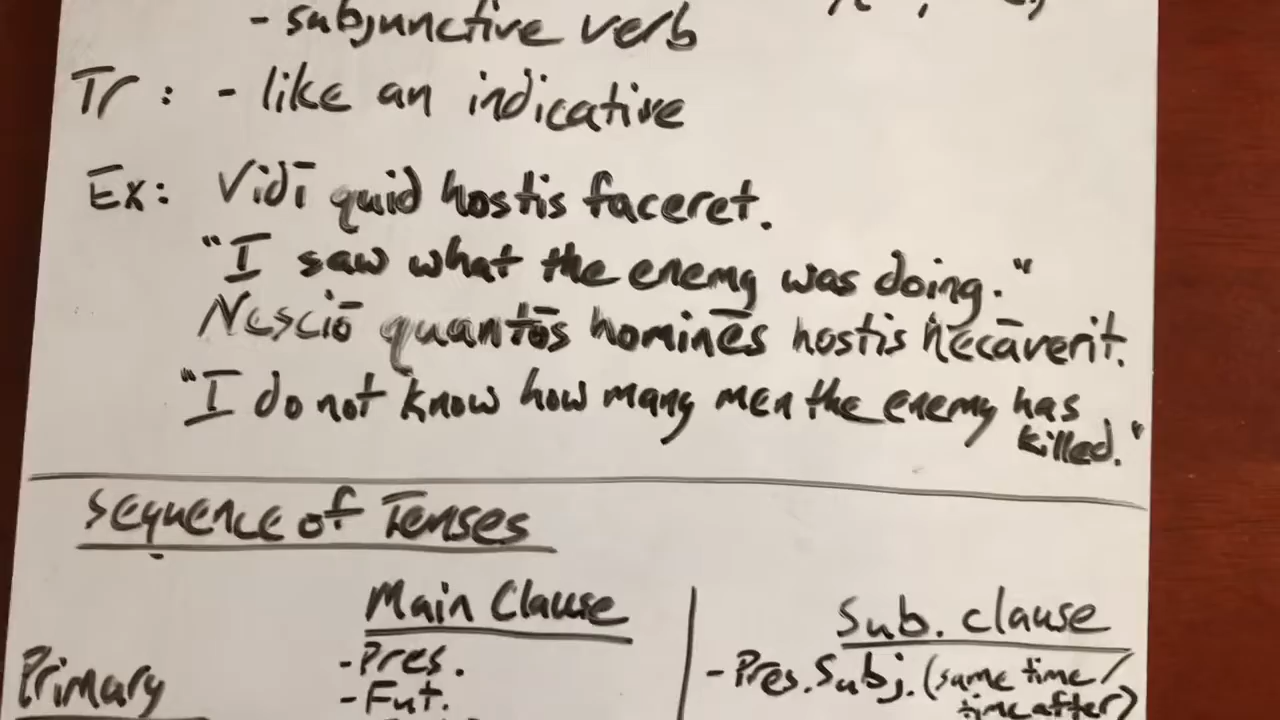 - subjunctive verb
Tr: - like an indicative
Ex: Vidī quid hostis faceret.
"I saw what the enemy was doing."
Nesciō quantōs hominēs hostis necāverit.
"I do not know how many men the enemy has
killed."
Sequence of Tenses
Main Clause
Sub. clause
Primary
-Pres.
-Fut.
-Pres. Subj. (same time/
time after)